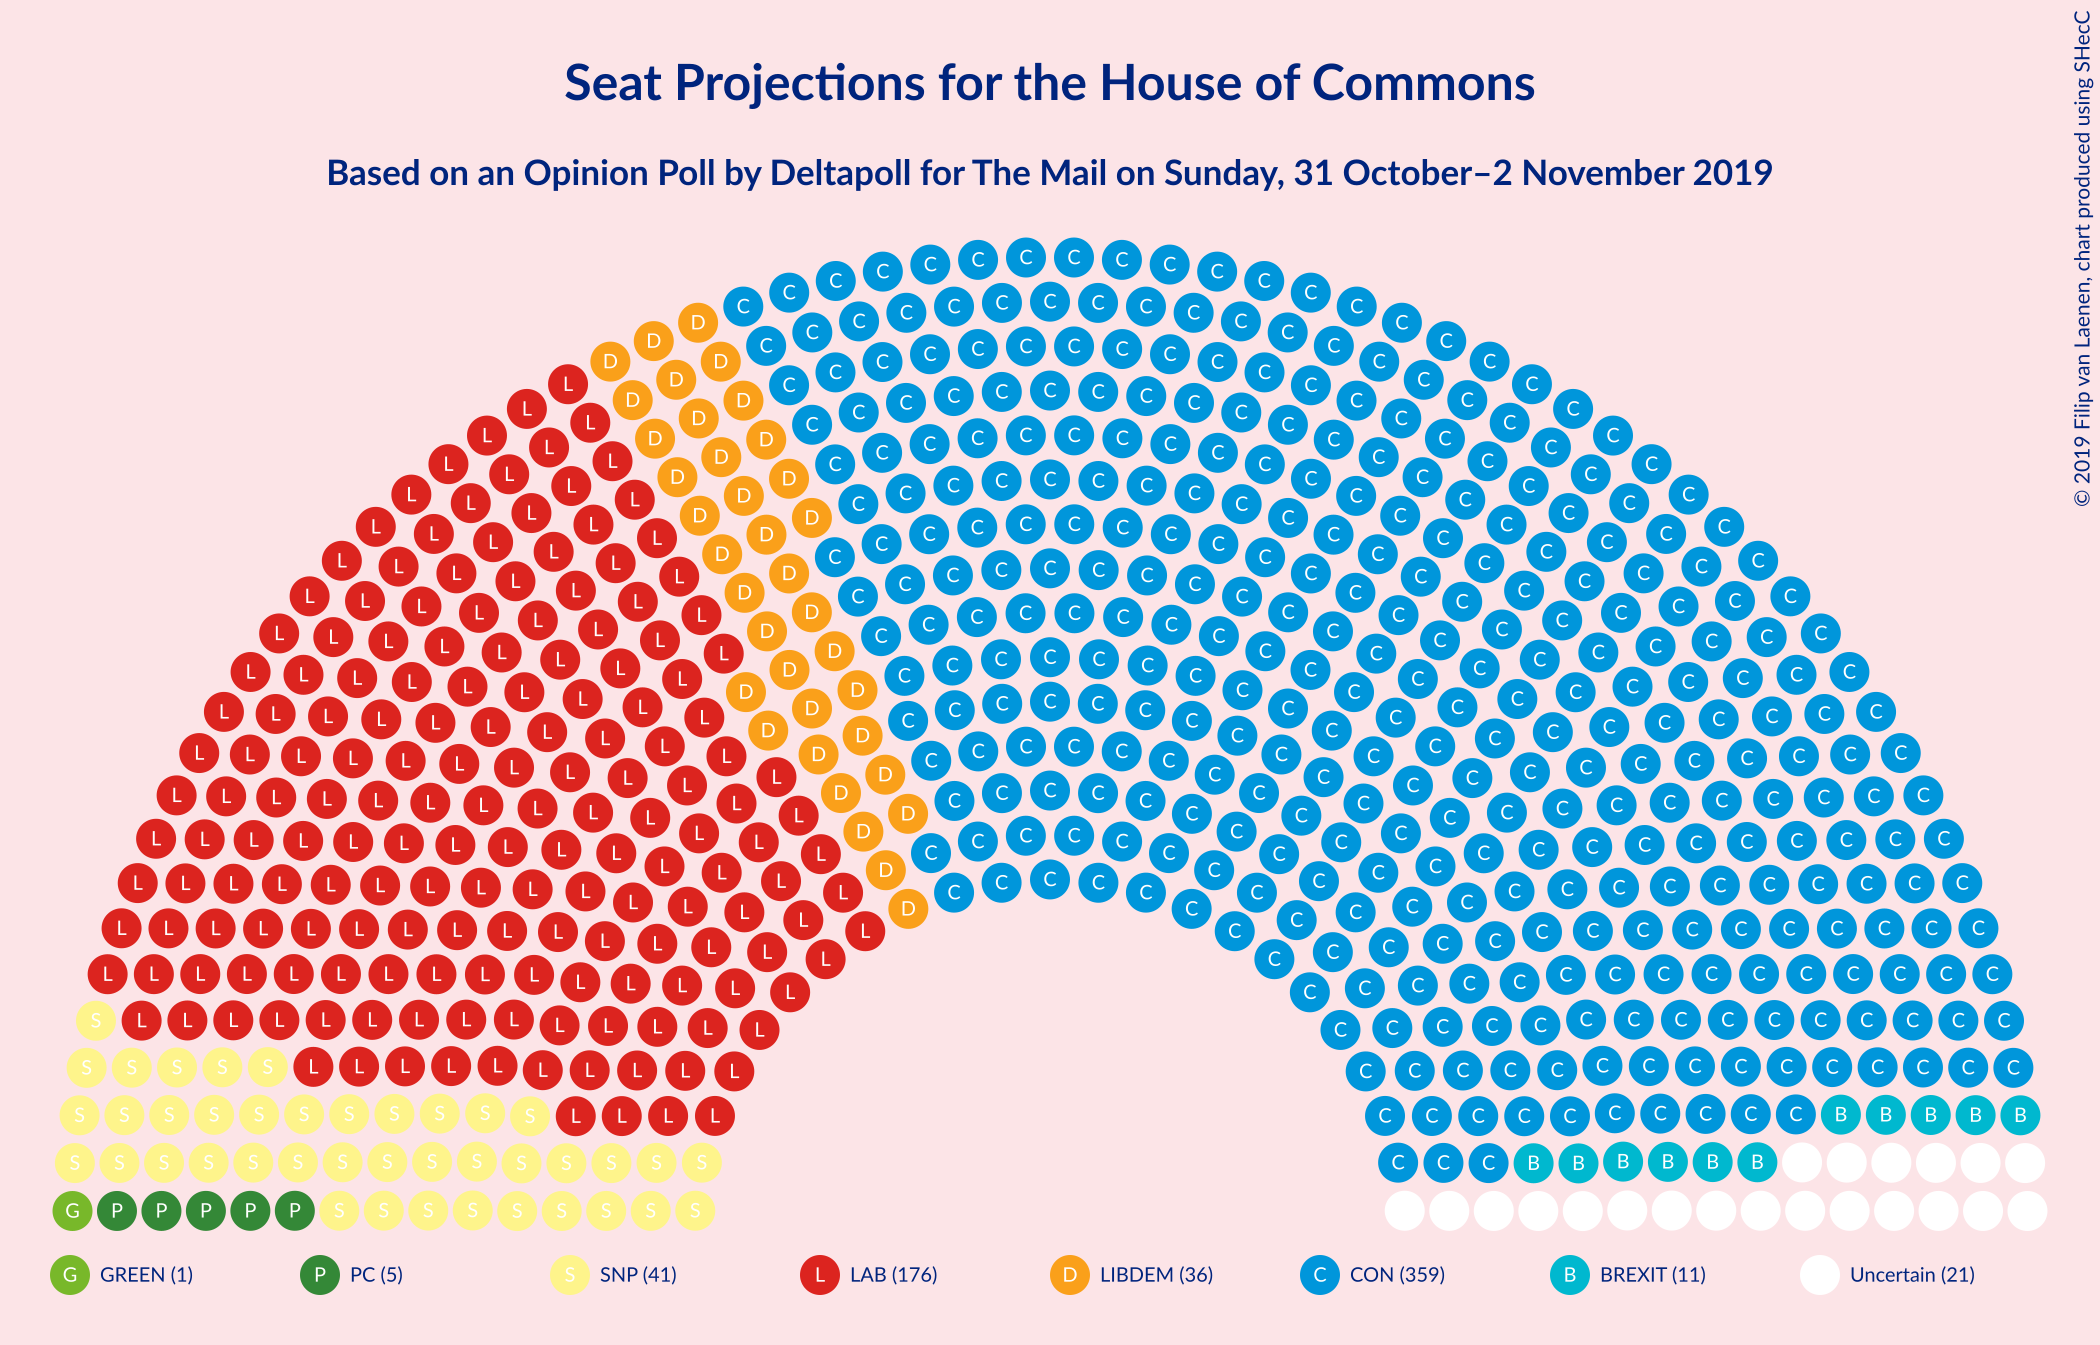 Seat Projections for the House of Commons
Based on an Opinion Poll by Deltapoll for The Mail on Sunday, 31 October–2 November 2019
© 2019 Filip van Laenen, chart produced using SHecC
G GREEN (1)
P PC (5)
S SNP (41)
L LAB (176)
D LIBDEM (36)
C CON (359)
B BREXIT (11)
Uncertain (21)